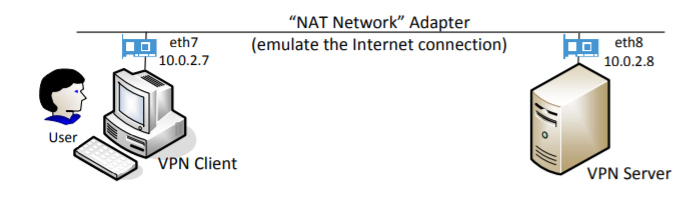 “NAT Network” Adapter
(emulate the Internet connection)
eth7
10.0.2.7
eth8
10.0.2.8
User
VPN Client
VPN Server